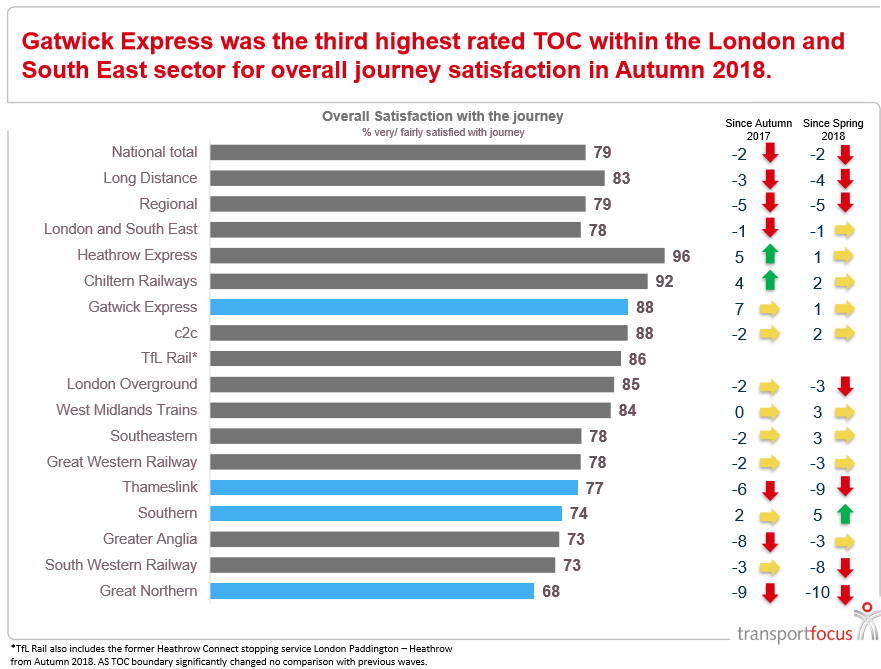 Gatwick Express was the third highest rated TOC within the London and
South East sector for overall journey satisfaction in Autumn 2018.
Overall Satisfaction with the journey
% very/ fairly satisfied with journey
Since Autumn 2017 Since Spring 2018
National total 79 -2 -2
Long Distance 83 -3 -4
Regional 79 -5 -5
London and South East 78 -1 -1
Heathrow Express 96 5 1
Chiltern Railways 92 4 2
Gatwick Express 88 7 1
c2c 88 -2 2
TfL Rail* 86
London Overground 85 -2 -3
West Midlands Trains 84 0 3
Southeastern 78 -2 3
Great Western Railway 78 -2 -3
Thameslink 77 -6 -9
Southern 74 2 5
Greater Anglia 73 -8 -3
South Western Railway 73 -3 -8
Great Northern 68 -9 -10
transportfocus
*TfL Rail also includes the former Heathrow Connect stopping service London Paddington – Heathrow
from Autumn 2018. AS TOC boundary significantly changed no comparison with previous waves.